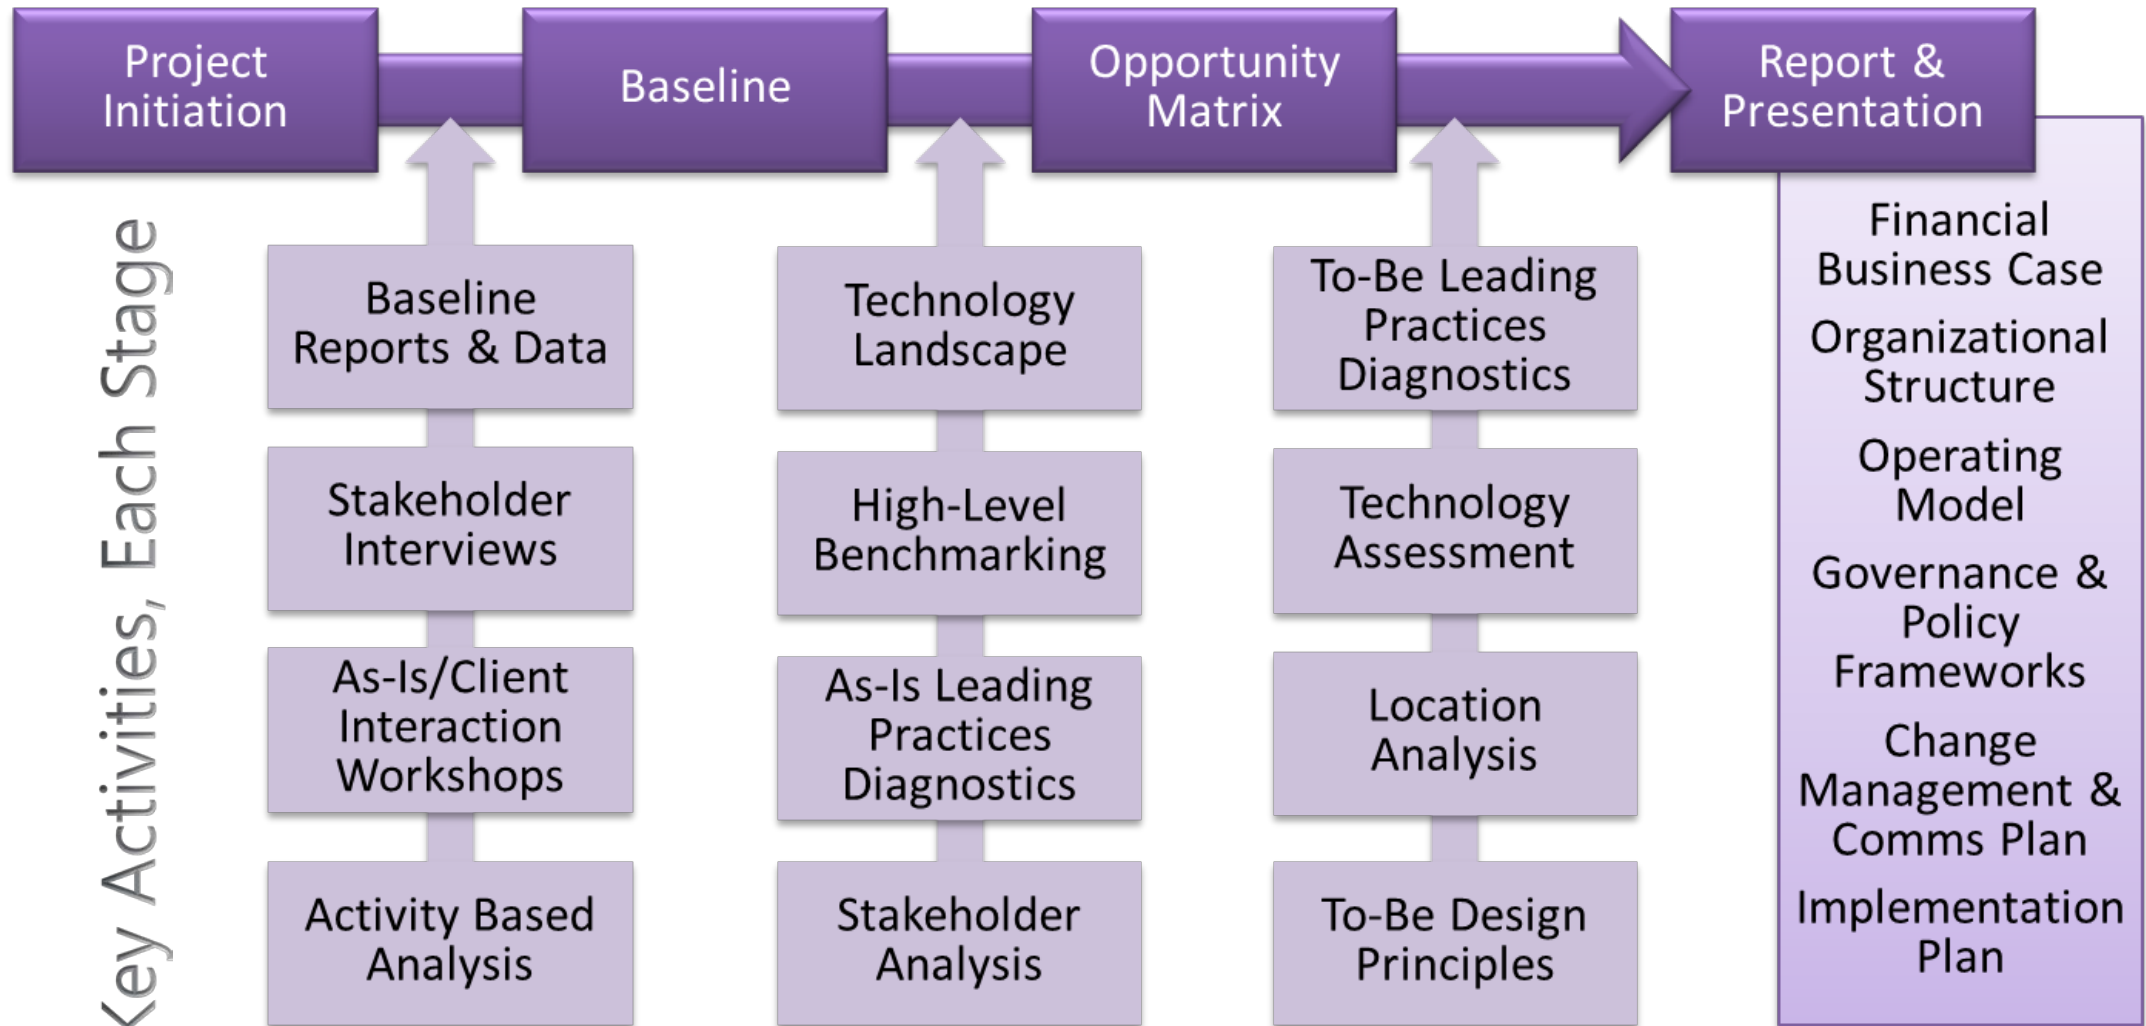 Project
Initiation
Baseline
Opportunity
Matrix
Report &
Presentation
Key Activities, Each Stage
Baseline
Reports & Data
Stakeholder
Interviews
As-Is/Client
Interaction
Workshops
Activity Based
Analysis
Technology
Landscape
High-Level
Benchmarking
As-Is Leading
Practices
Diagnostics
Stakeholder
Analysis
To-Be Leading
Practices
Diagnostics
Technology
Assessment
Location
Analysis
To-Be Design
Principles
Financial
Business Case
Organizational
Structure
Operating
Model
Governance &
Policy
Frameworks
Change
Management &
Comms Plan
Implementation
Plan